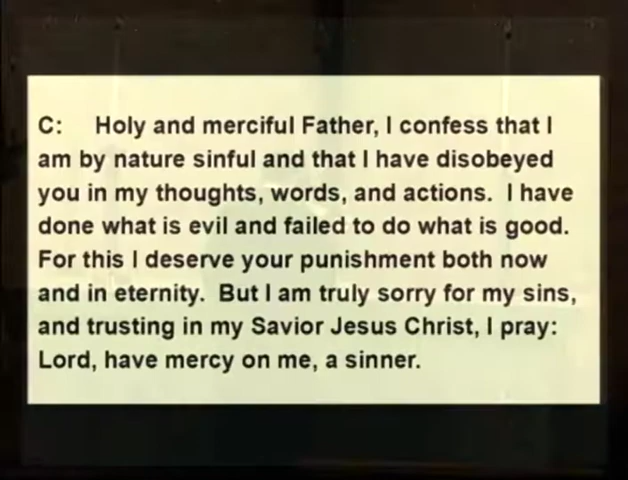 C: Holy and merciful Father, I confess that I
am by nature sinful and that I have disobeyed
you in my thoughts, words, and actions. I have
done what is evil and failed to do what is good.
For this I deserve your punishment both now
and in eternity. But I am truly sorry for my sins,
and trusting in my Savior Jesus Christ, I pray:
Lord, have mercy on me, a sinner.